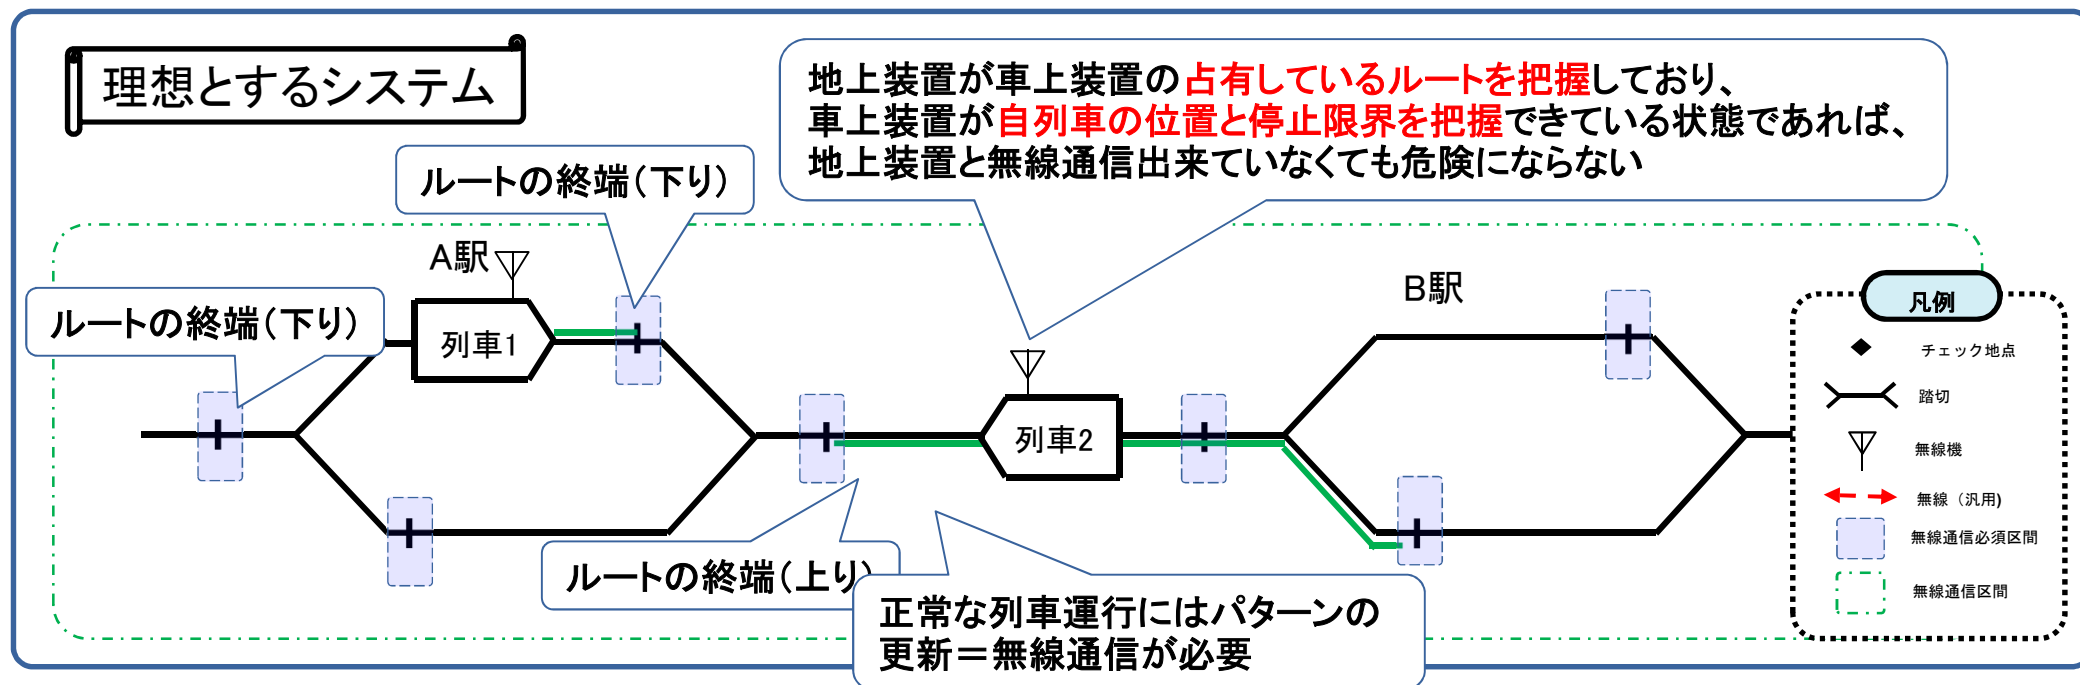 理想とするシステム
地上装置が車上装置の占有しているルートを把握しており、
車上装置が自列車の位置と停止限界を把握できている状態であれば、
地上装置と無線通信出来ていなくても危険にならない
ルートの終端(下り)
A駅
ルートの終端(下り)
列車1
B駅
列車2
ルートの終端(上り)
正常な列車運行にはパターンの
更新=無線通信が必要
凡例
チェック地点
踏切
無線機
無線（汎用)
無線通信必須区間
無線通信区間